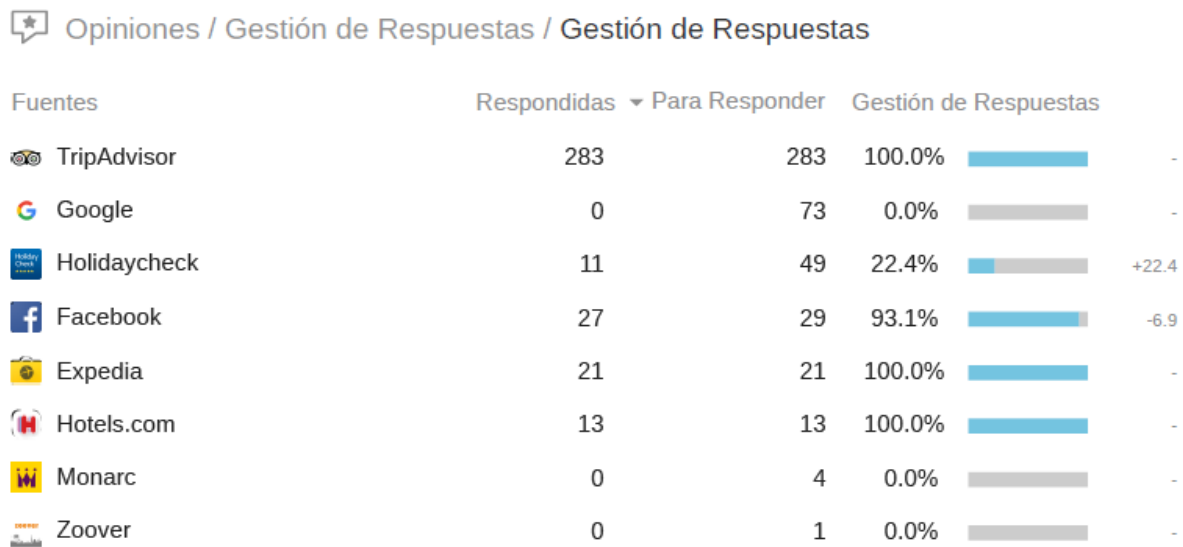 Opiniones / Gestión de Respuestas / Gestión de Respuestas
Fuentes Respondidas Para Responder Gestión de Respuestas
TripAdvisor 283 283 100.0% -
Google 0 73 0.0% -
Holidaycheck 11 49 22.4% +22.4
Facebook 27 29 93.1% -6.9
Expedia 21 21 100.0% -
Hotels.com 13 13 100.0% -
Monarc 0 4 0.0% -
Zoover 0 1 0.0% -